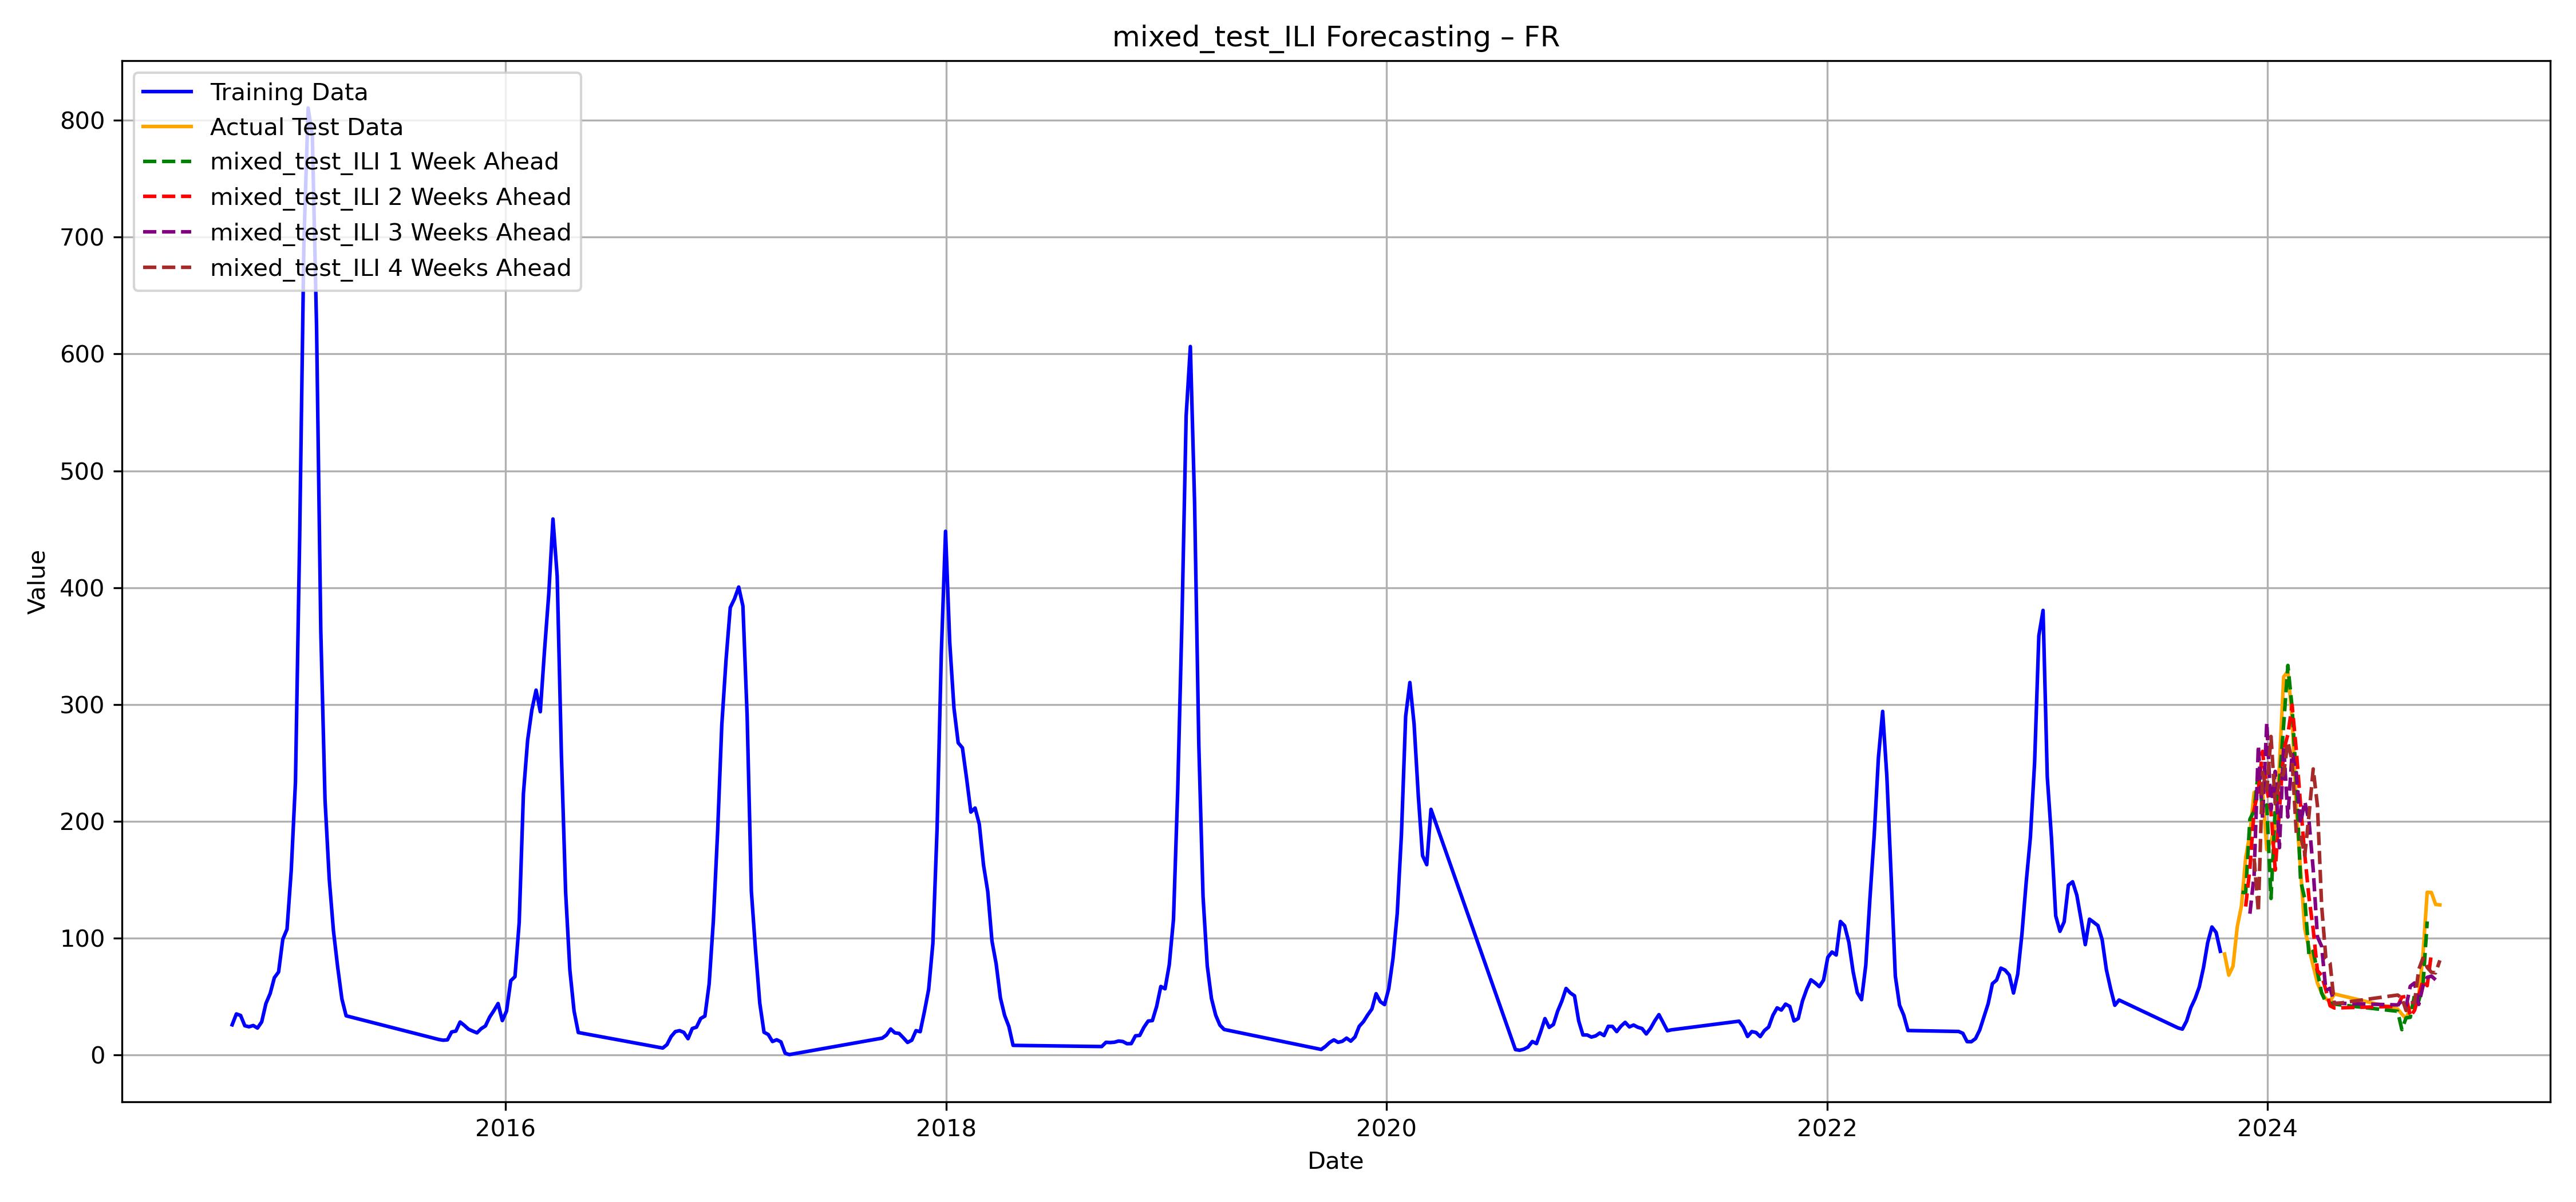 mixed_test_ILI Forecasting – FR
Training Data
Actual Test Data
mixed_test_ILI 1 Week Ahead
mixed_test_ILI 2 Weeks Ahead
mixed_test_ILI 3 Weeks Ahead
mixed_test_ILI 4 Weeks Ahead
800
700
600
500
400
300
200
100
0
Value
2016
2018
2020
2022
2024
Date